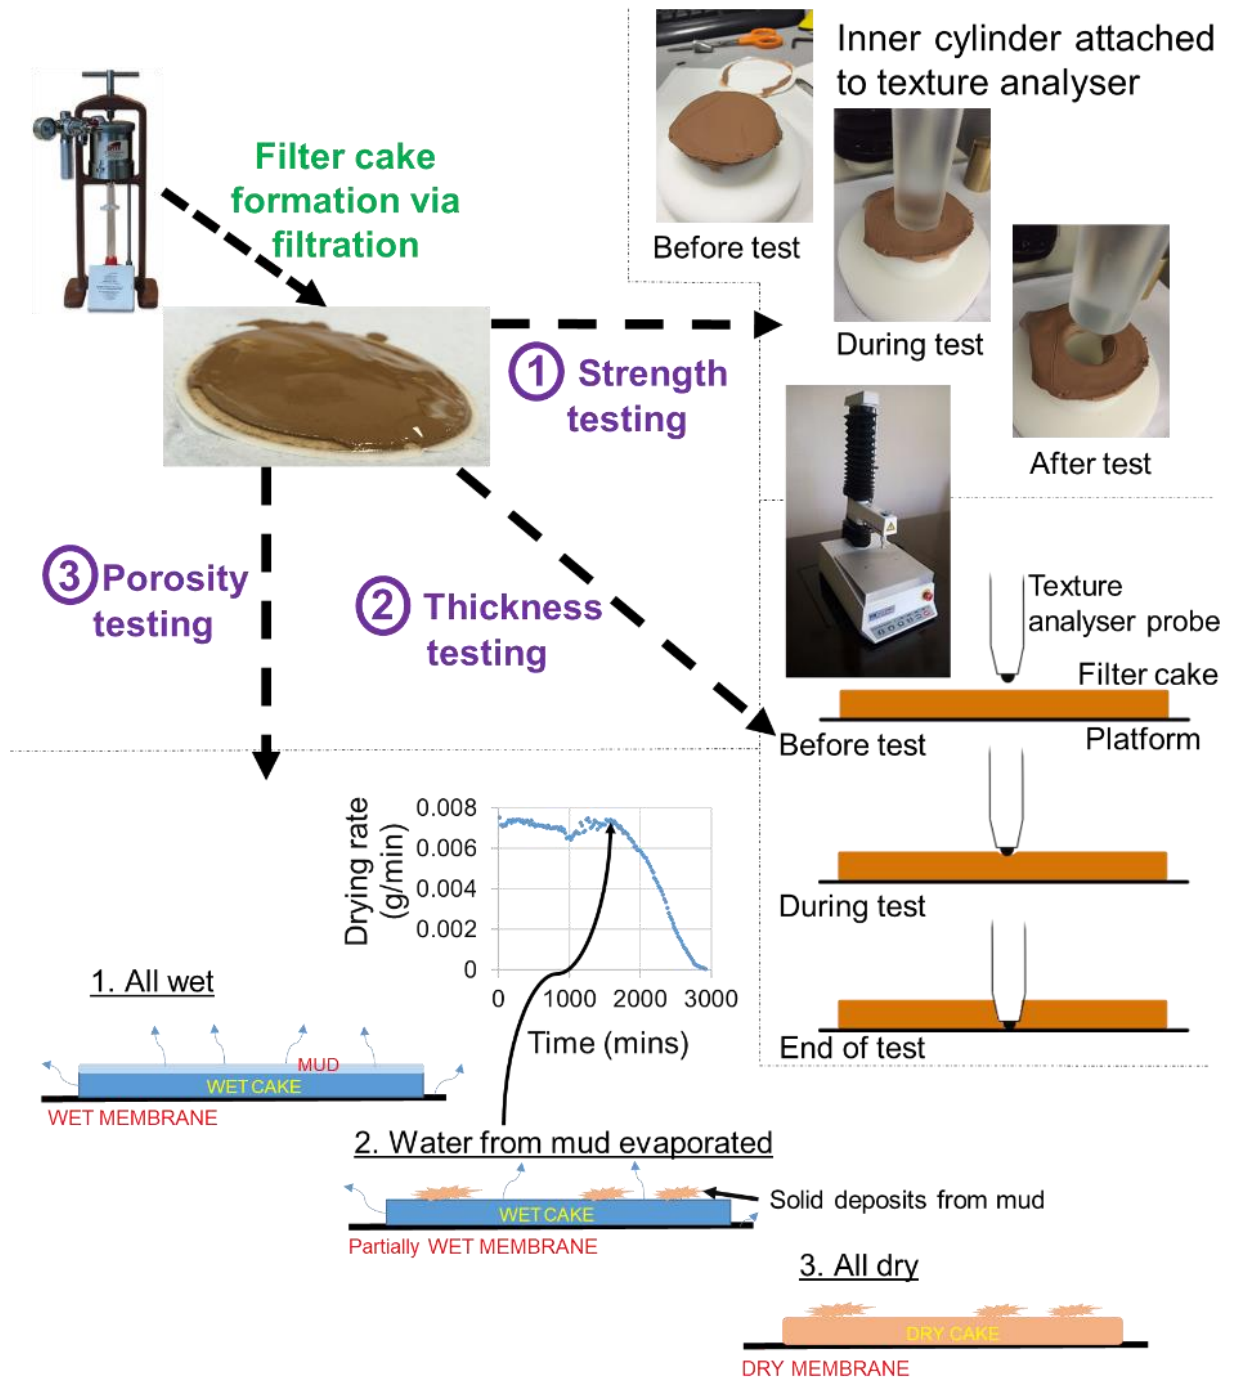 Inner cylinder attached
to texture analyser
Filter cake
formation via
filtration
Before test
During test
After test
1 Strength
testing
3 Porosity
testing
2 Thickness
testing
Texture
analyser probe
Filter cake
Platform
Before test
During test
End of test
Drying rate
(g/min)
0.008
0.006
0.004
0.002
0
0 1000 2000 3000
Time (mins)
1. All wet
MUD
WET CAKE
WET MEMBRANE
2. Water from mud evaporated
Solid deposits from mud
WET CAKE
Partially WET MEMBRANE
3. All dry
DRY CAKE
DRY MEMBRANE